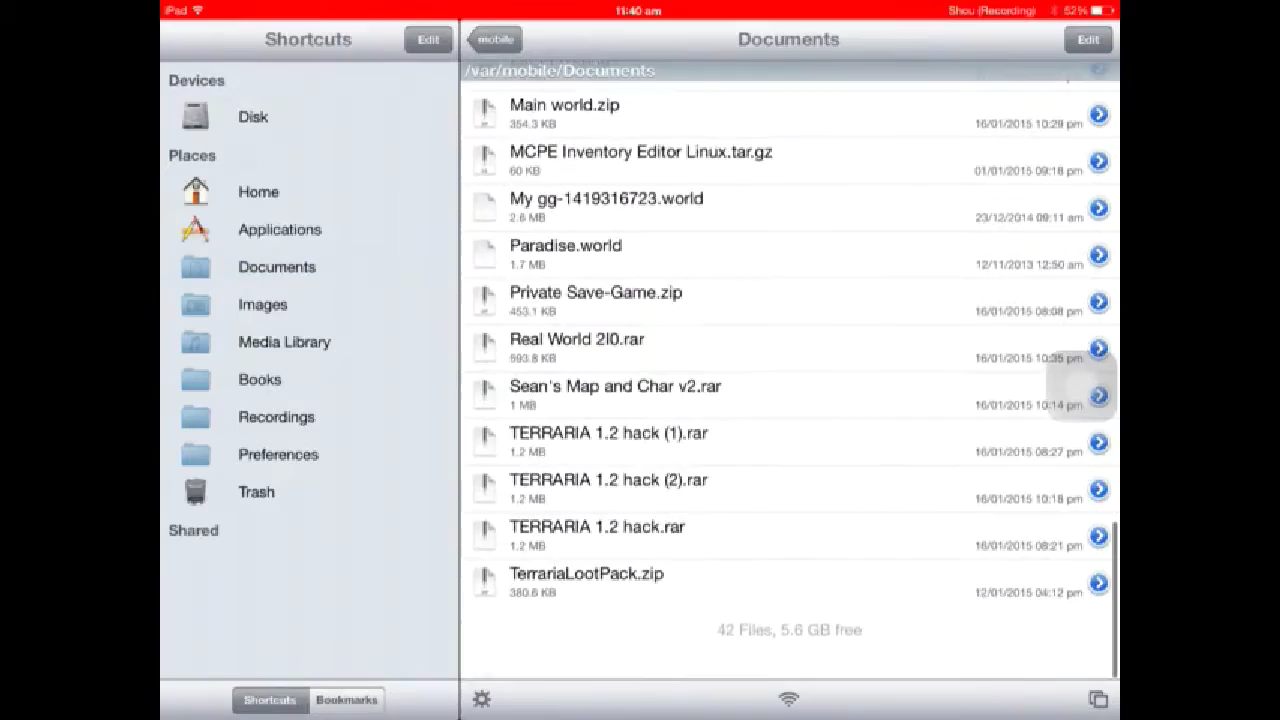 iPad
11:40 am
Shou (Recording)
52%
Shortcuts
Edit
mobile
Documents
Edit
/var/mobile/Documents
Devices
Disk
Places
Home
Applications
Documents
Images
Media Library
Books
Recordings
Preferences
Trash
Shared
Main world.zip
354.3 KB
16/01/2015 10:29 pm
MCPE Inventory Editor Linux.tar.gz
60 KB
01/01/2015 09:18 pm
My gg-1419316723.world
2.6 MB
23/12/2014 09:11 am
Paradise.world
1.7 MB
12/11/2013 12:50 am
Private Save-Game.zip
453.1 KB
16/01/2015 08:08 pm
Real World 2l0.rar
593.8 KB
16/01/2015 10:35 pm
Sean's Map and Char v2.rar
1 MB
16/01/2015 10:14 pm
TERRARIA 1.2 hack (1).rar
1.2 MB
16/01/2015 08:27 pm
TERRARIA 1.2 hack (2).rar
1.2 MB
16/01/2015 10:18 pm
TERRARIA 1.2 hack.rar
1.2 MB
16/01/2015 08:21 pm
TerrariaLootPack.zip
380.6 KB
12/01/2015 04:12 pm
42 Files, 5.6 GB free
Shortcuts
Bookmarks